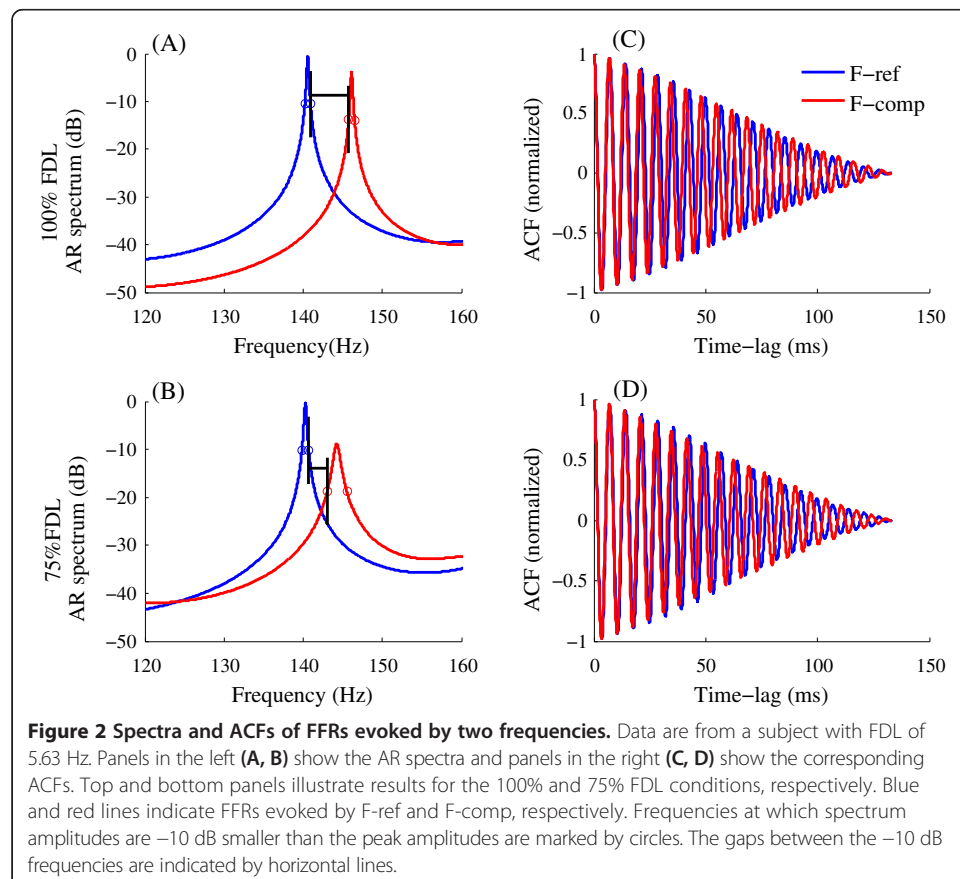 (A)
0
−10
−20
−30
−40
−50
100% FDL
AR spectrum (dB)
120 130 140 150 160
Frequency(Hz)
(C)
F−ref
F−comp
1
0.5
0
−0.5
−1
ACF (normalized)
0 50 100 150
Time−lag (ms)
(B)
0
−10
−20
−30
−40
−50
75%FDL
AR spectrum (dB)
120 130 140 150 160
Frequency (Hz)
(D)
1
0.5
0
−0.5
−1
ACF (normalized)
0 50 100 150
Time−lag (ms)
Figure 2 Spectra and ACFs of FFRs evoked by two frequencies. Data are from a subject with FDL of
5.63 Hz. Panels in the left (A, B) show the AR spectra and panels in the right (C, D) show the corresponding
ACFs. Top and bottom panels illustrate results for the 100% and 75% FDL conditions, respectively. Blue
and red lines indicate FFRs evoked by F-ref and F-comp, respectively. Frequencies at which spectrum
amplitudes are −10 dB smaller than the peak amplitudes are marked by circles. The gaps between the −10 dB
frequencies are indicated by horizontal lines.